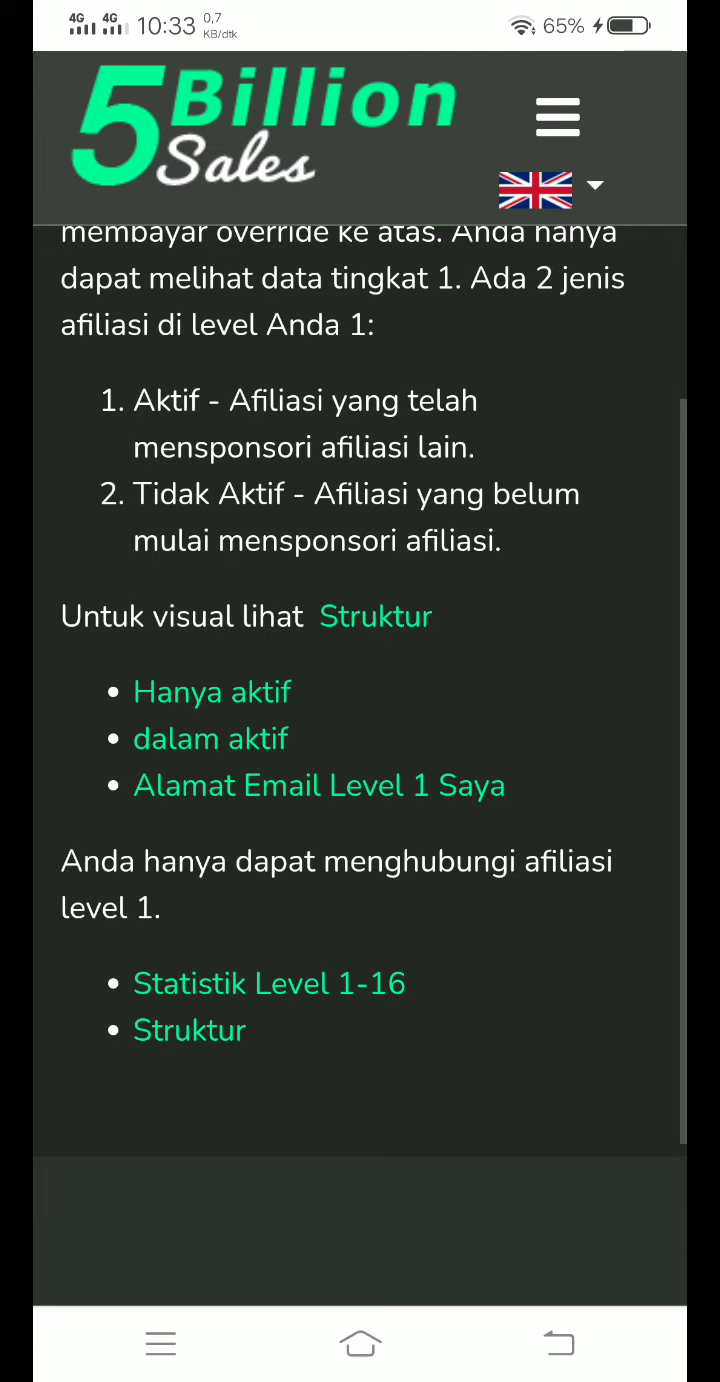 4G 4G 10:33 0,7 KB/dtk 65%
5Billion
Sales
membayar override ke atas. Anda hanya
dapat melihat data tingkat 1. Ada 2 jenis
afiliasi di level Anda 1:
1. Aktif - Afiliasi yang telah
mensponsori afiliasi lain.
2. Tidak Aktif - Afiliasi yang belum
mulai mensponsori afiliasi.
Untuk visual lihat Struktur
• Hanya aktif
• dalam aktif
• Alamat Email Level 1 Saya
Anda hanya dapat menghubungi afiliasi
level 1.
• Statistik Level 1-16
• Struktur